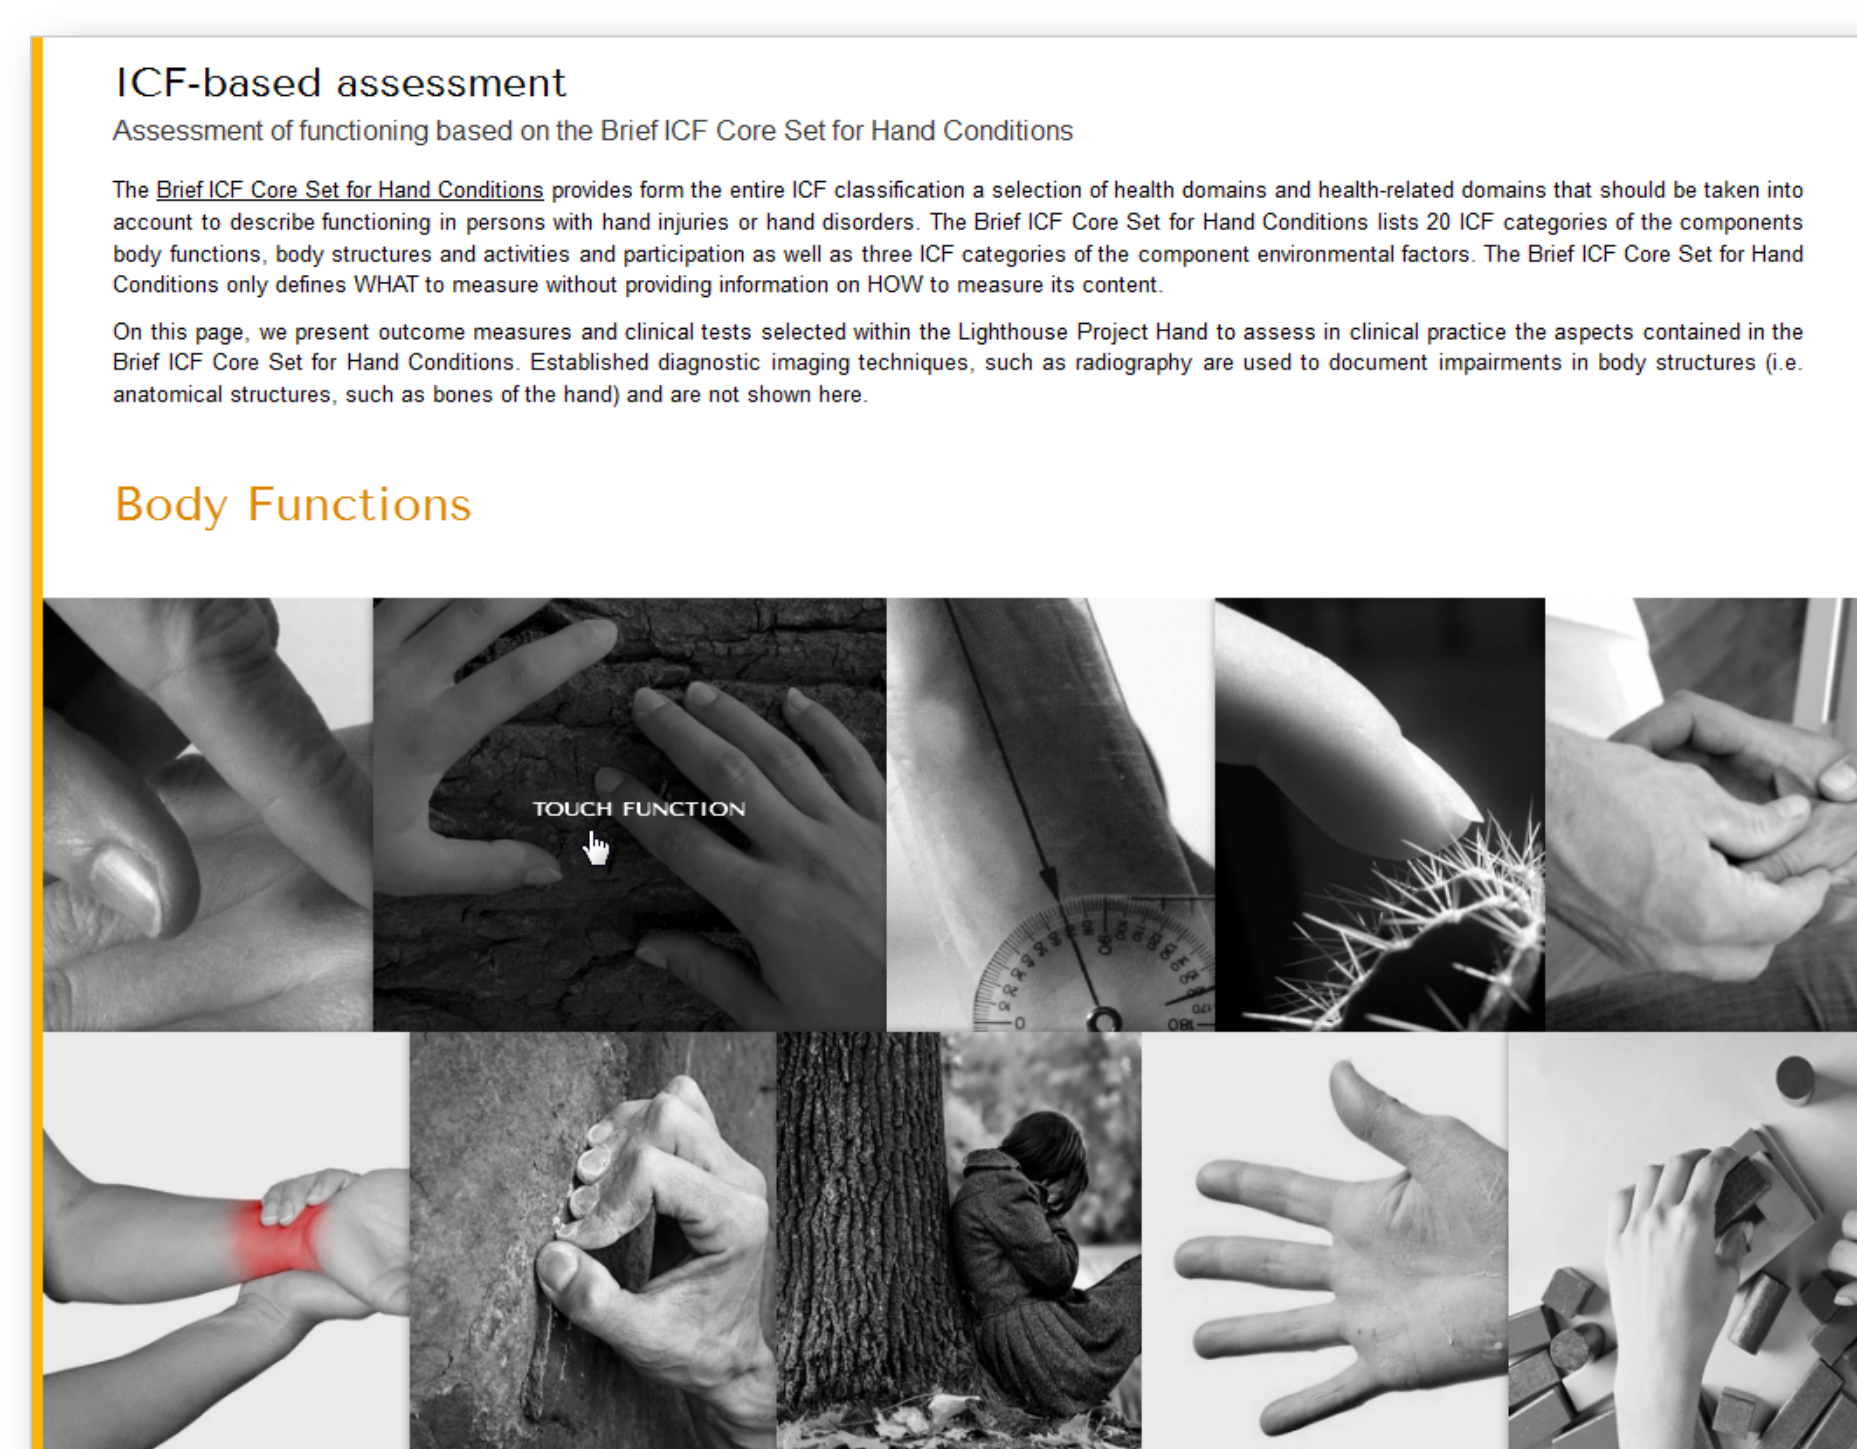 ICF-based assessment
Assessment of functioning based on the Brief ICF Core Set for Hand Conditions
The Brief ICF Core Set for Hand Conditions provides form the entire ICF classification a selection of health domains and health-related domains that should be taken into
account to describe functioning in persons with hand injuries or hand disorders. The Brief ICF Core Set for Hand Conditions lists 20 ICF categories of the components
body functions, body structures and activities and participation as well as three ICF categories of the component environmental factors. The Brief ICF Core Set for Hand
Conditions only defines WHAT to measure without providing information on HOW to measure its content.
On this page, we present outcome measures and clinical tests selected within the Lighthouse Project Hand to assess in clinical practice the aspects contained in the
Brief ICF Core Set for Hand Conditions. Established diagnostic imaging techniques, such as radiography are used to document impairments in body structures (i.e.
anatomical structures, such as bones of the hand) and are not shown here.
Body Functions
TOUCH FUNCTION